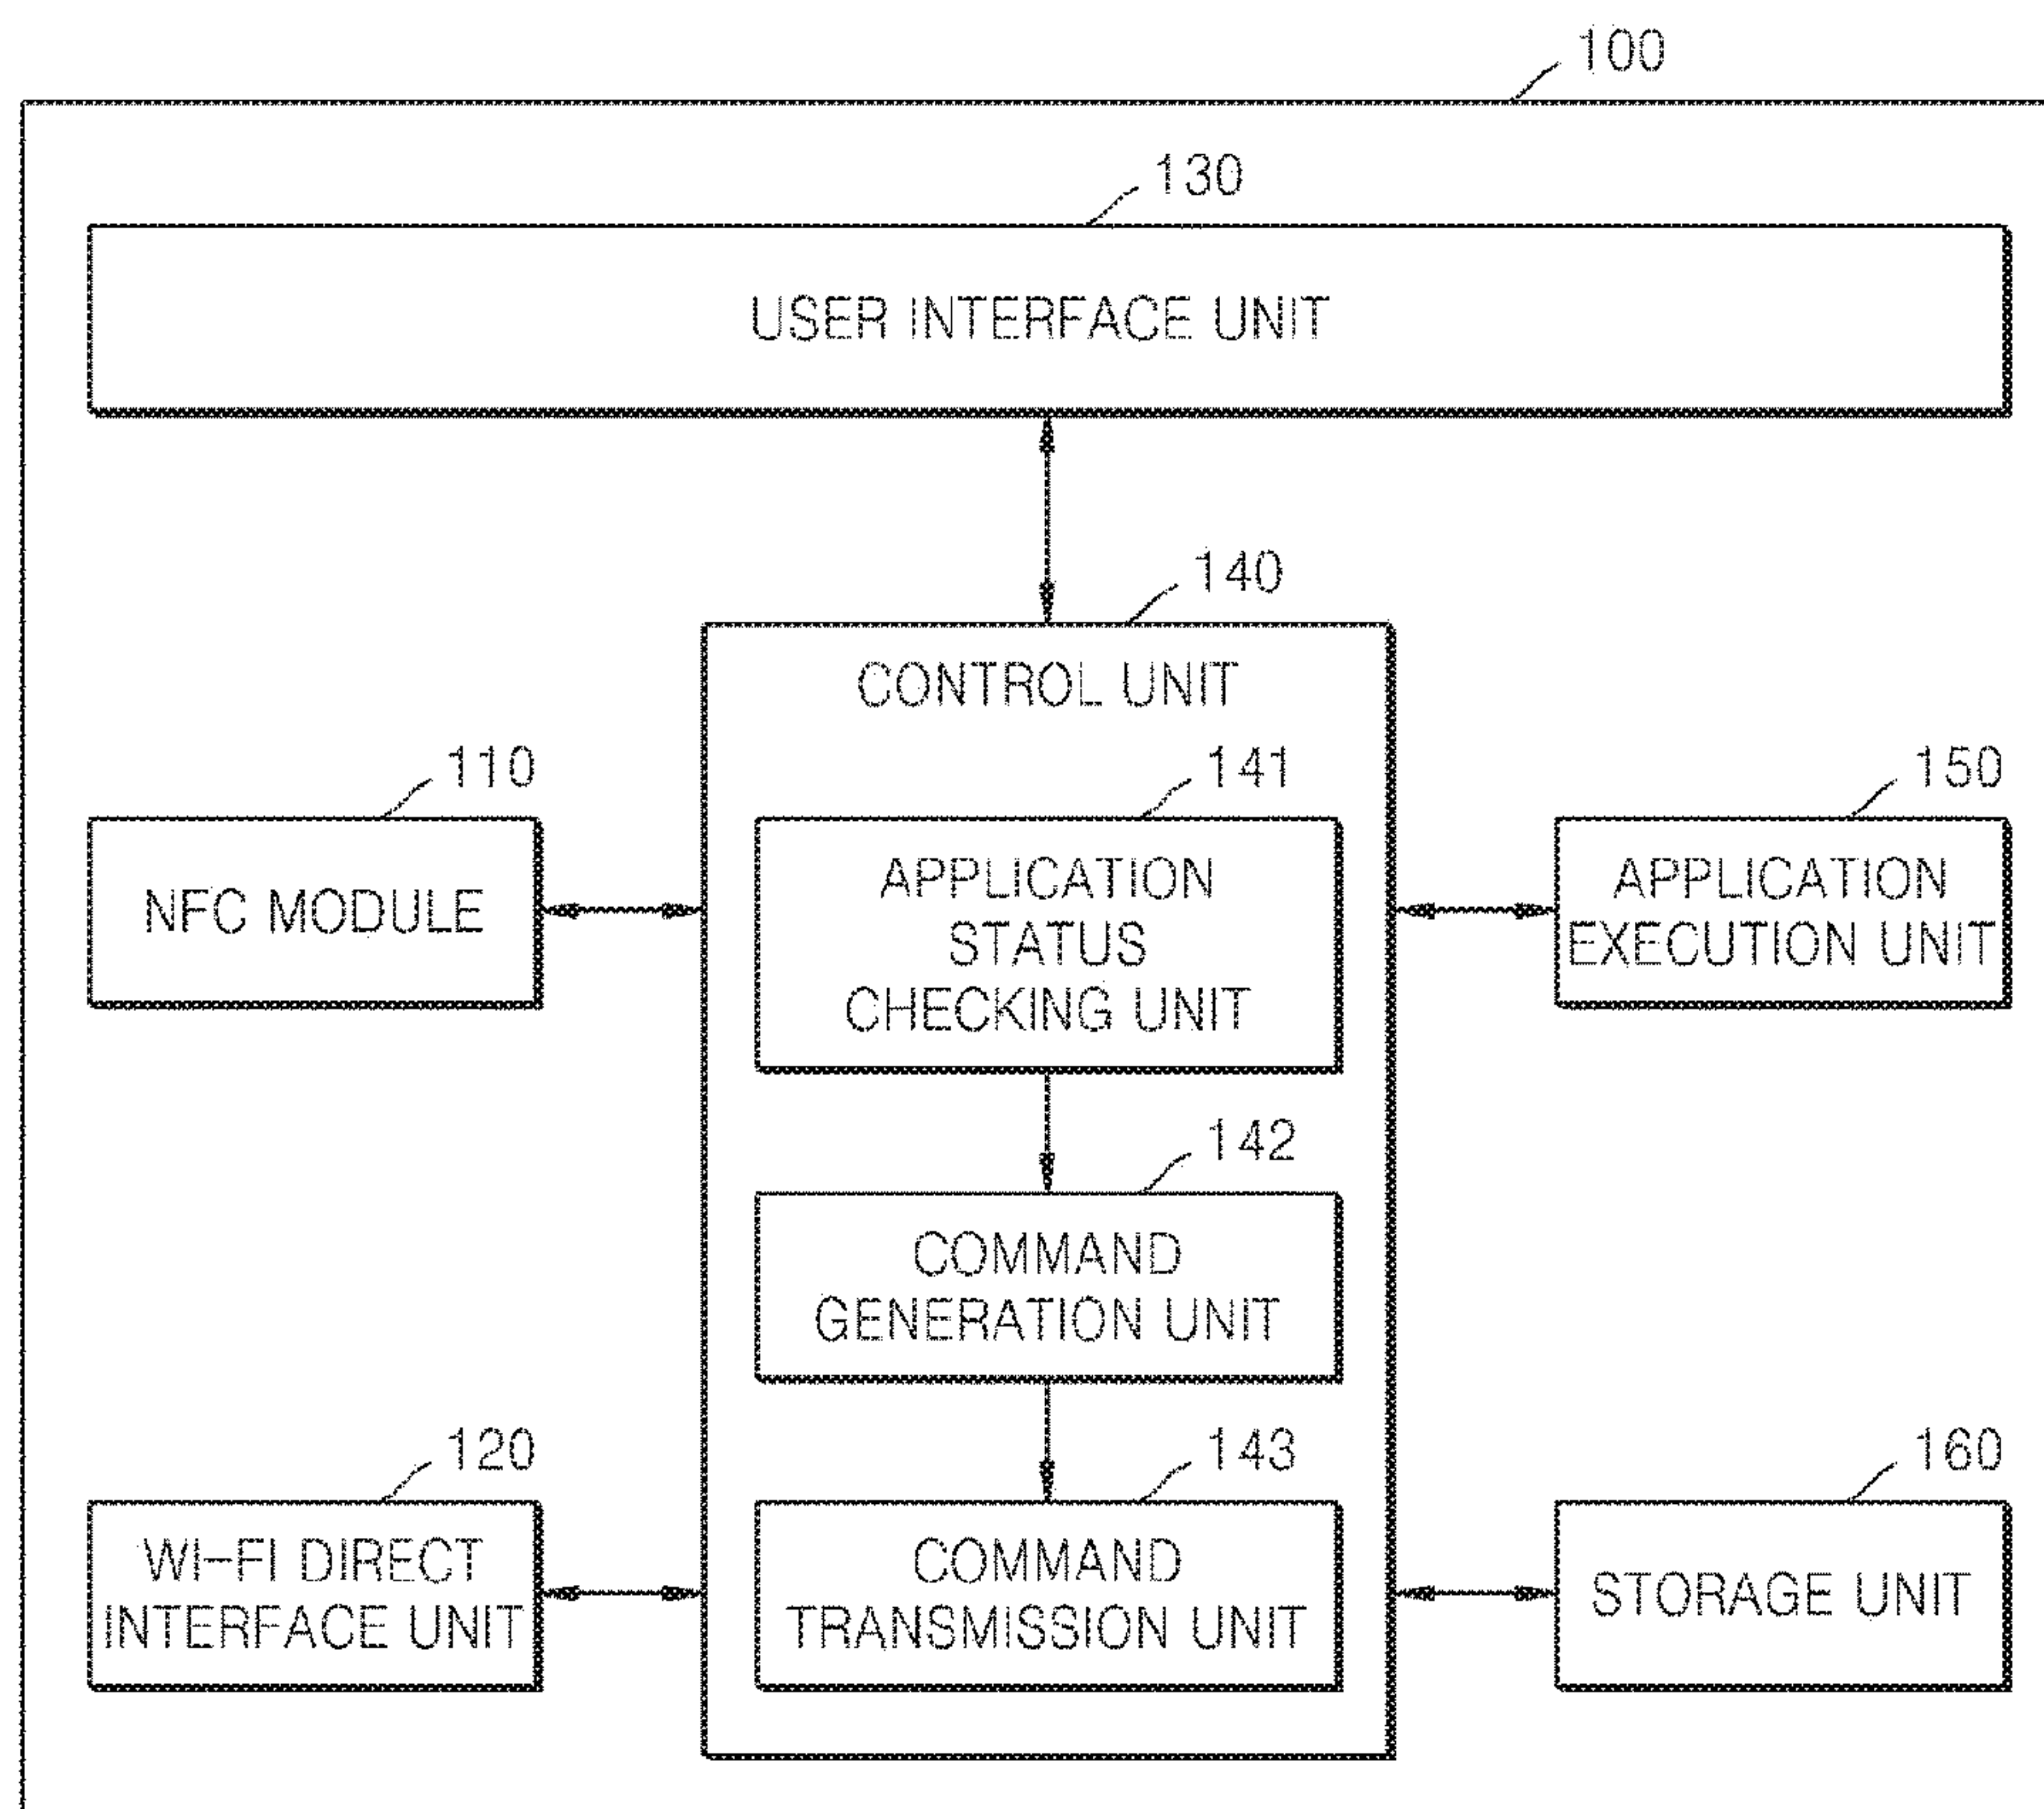 100
130
USER INTERFACE UNIT
140
CONTROL UNIT
110
141
150
NFC MODULE
APPLICATION
STATUS
CHECKING UNIT
APPLICATION
EXECUTION UNIT
142
COMMAND
GENERATION UNIT
120
143
160
WI-FI DIRECT
INTERFACE UNIT
COMMAND
TRANSMISSION UNIT
STORAGE UNIT